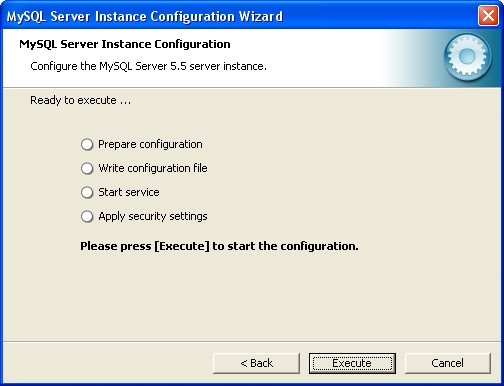 MySQL Server Instance Configuration Wizard
MySQL Server Instance Configuration
Configure the MySQL Server 5.5 server instance.
Ready to execute ...
Prepare configuration
Write configuration file
Start service
Apply security settings
Please press [Execute] to start the configuration.
< Back
Execute
Cancel